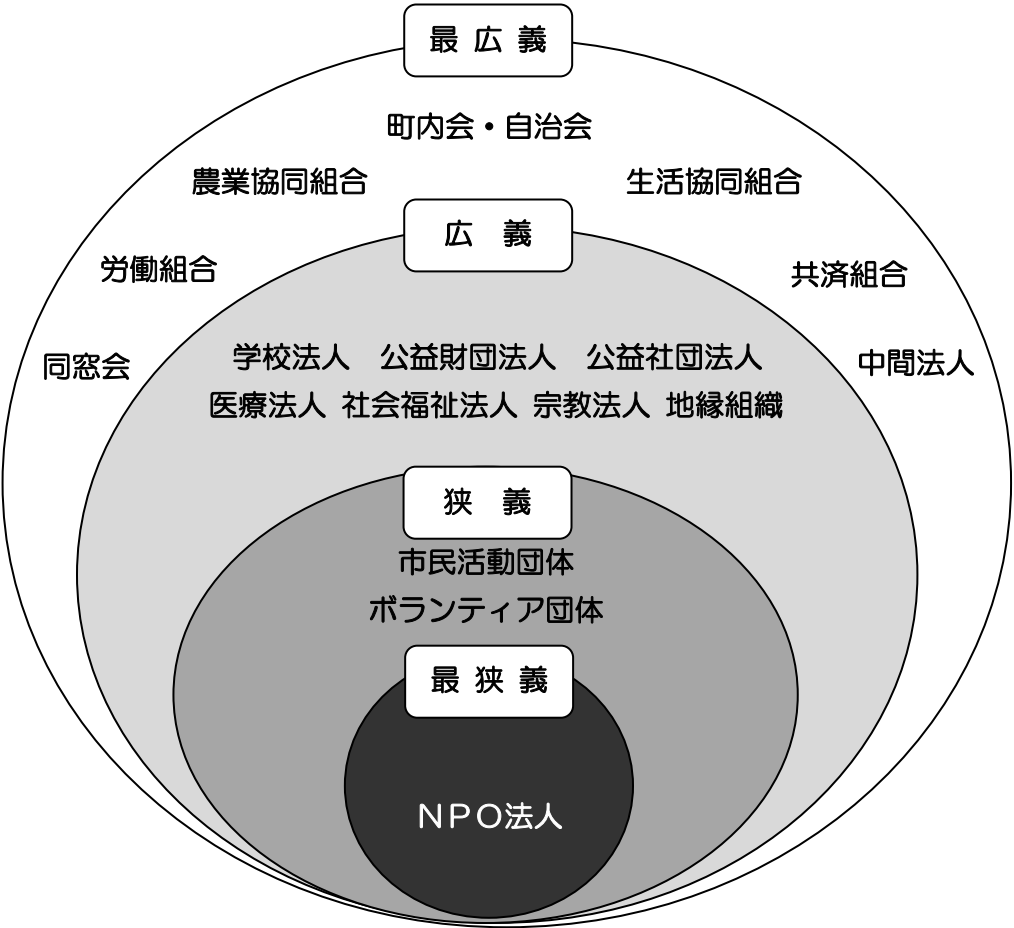 最広義
町内会・自治会
農業協同組合 生活協同組合
広 義
労働組合 共済組合
学校法人 公益財団法人 公益社団法人
同窓会 中間法人
医療法人 社会福祉法人 宗教法人 地縁組織
狭 義
市民活動団体
ボランティア団体
最狭義
NPO法人